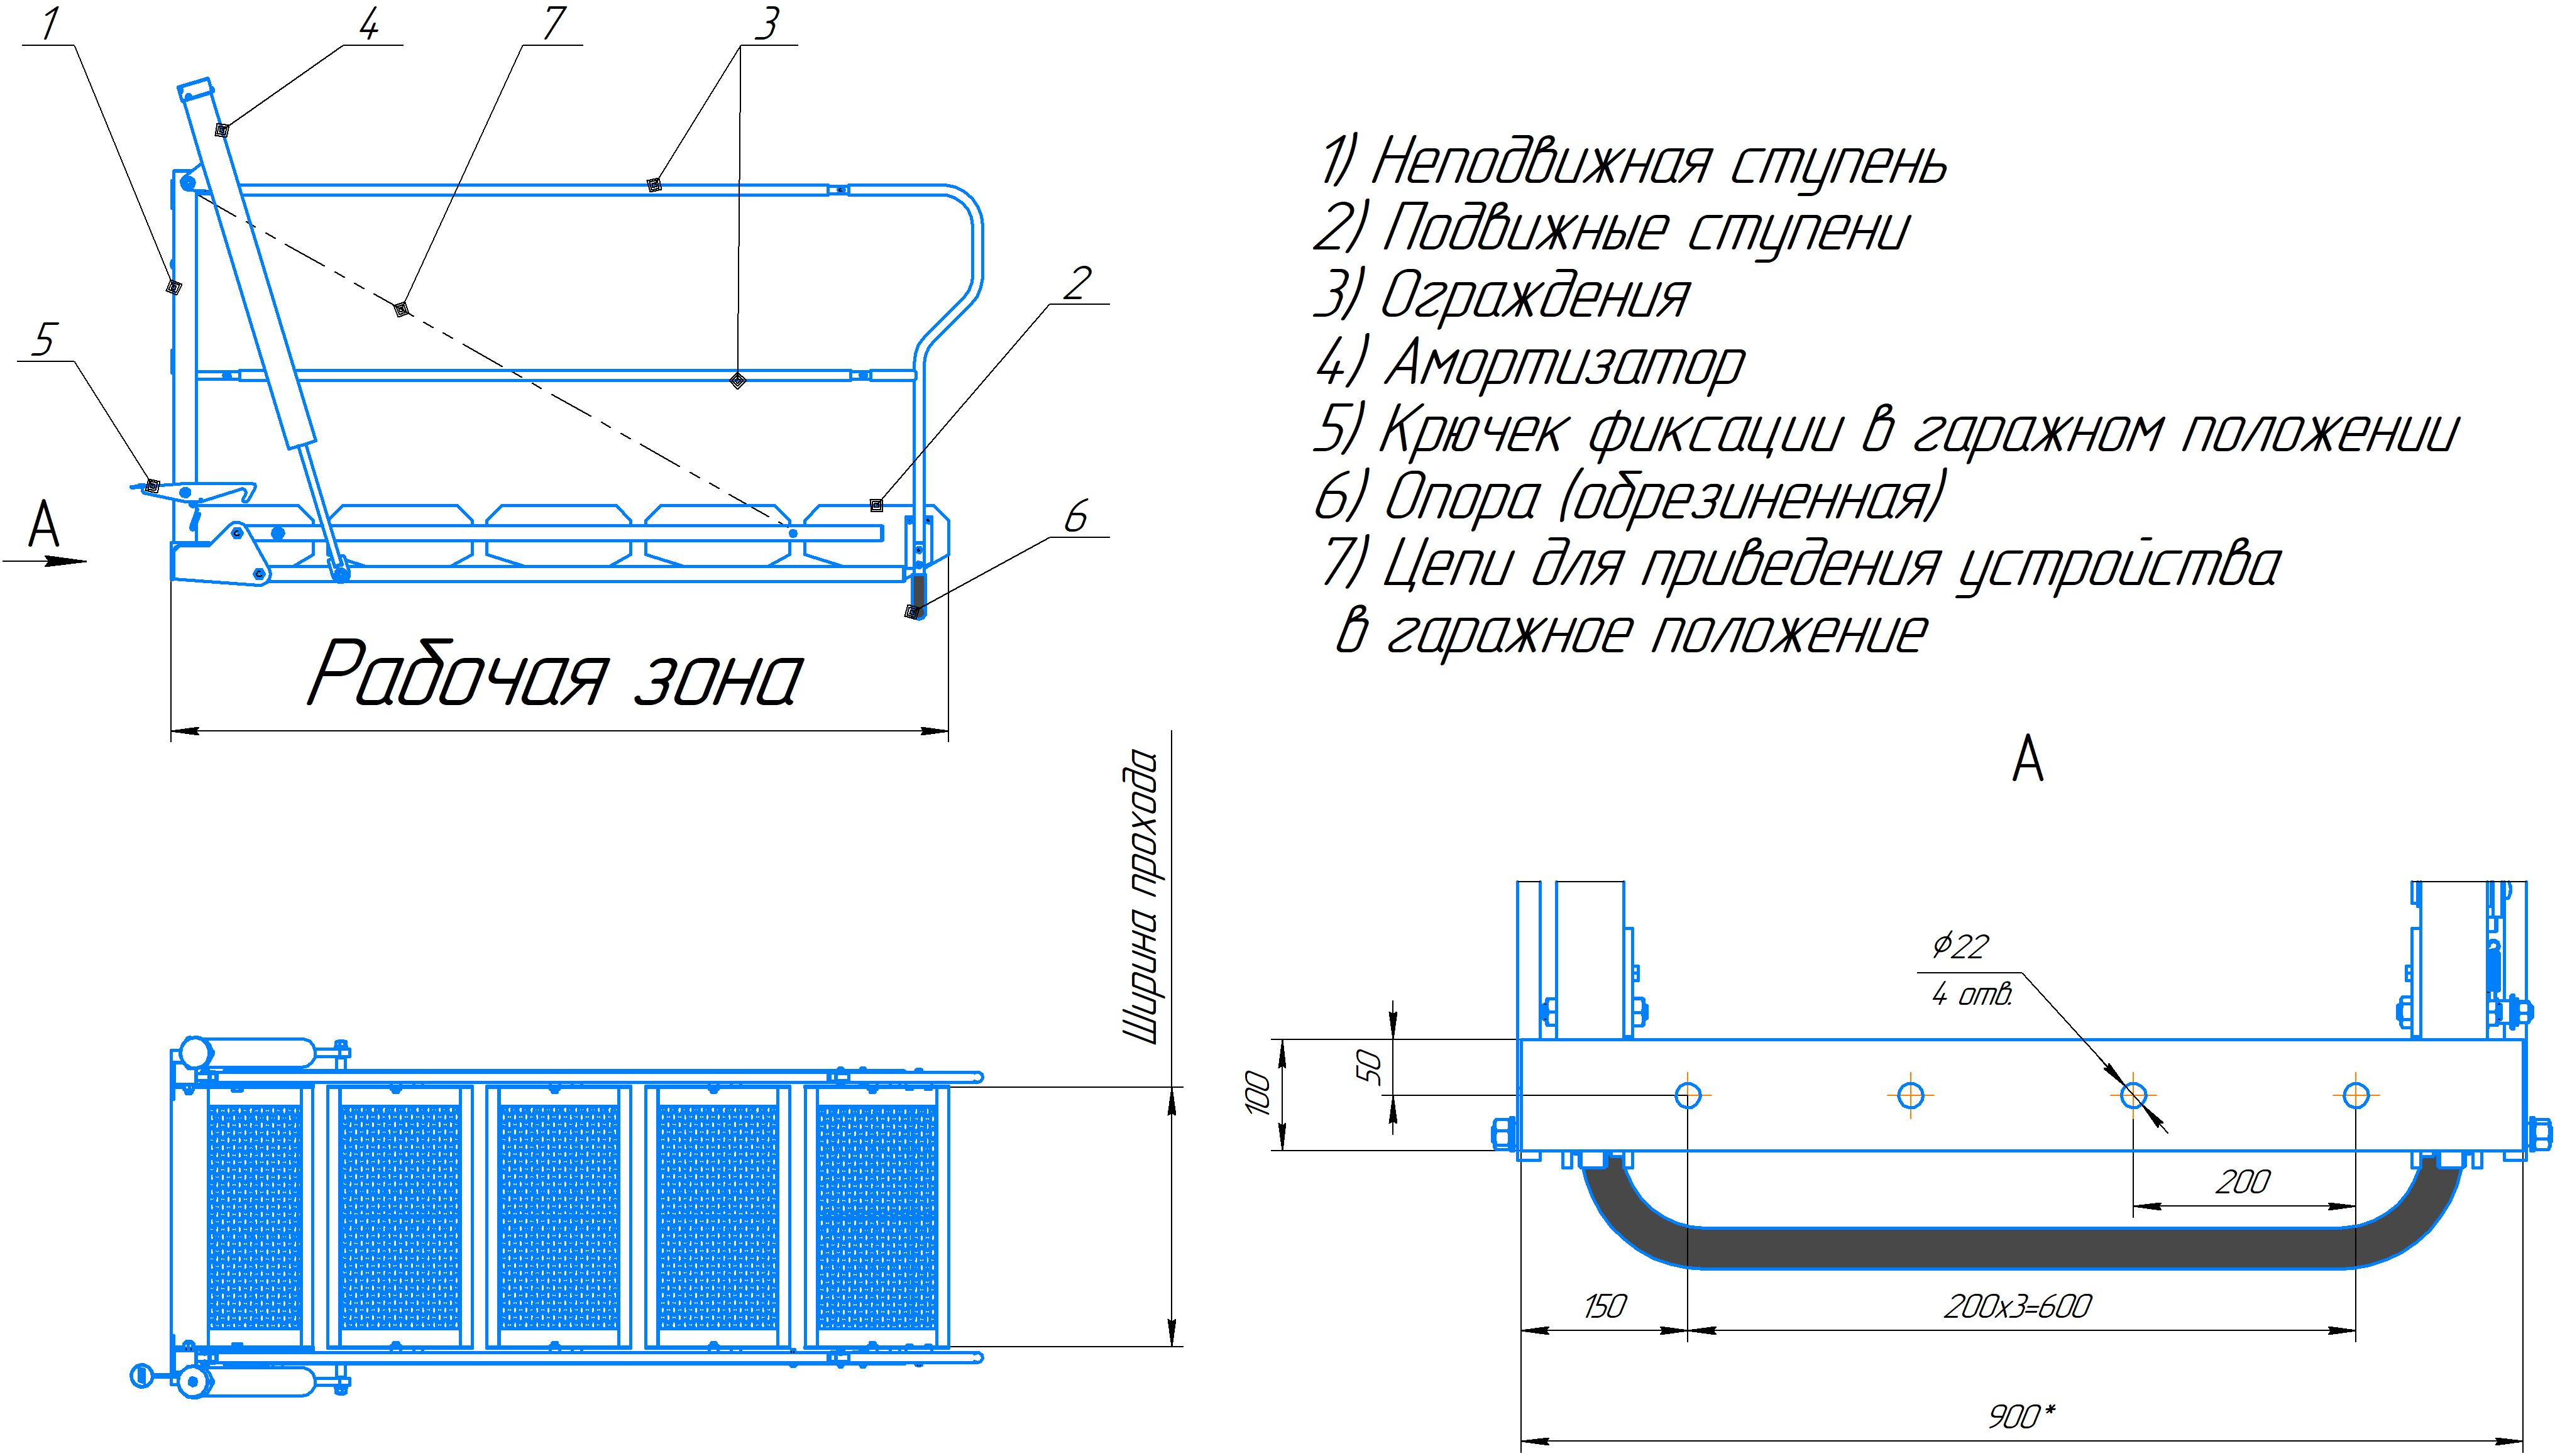 1
4
7
3
5
2
6
А
Рабочая зона
1) Неподвижная ступень
2) Подвижные ступени
3) Ограждения
4) Амортизатор
5) Крючек фиксации в гаражном положении
6) Опора (обрезиненная)
7) Цепи для приведения устройства
в гаражное положение
Ширина прохода
А
⌀22
4 отв.
50
100
200
150
200х3=600
900*